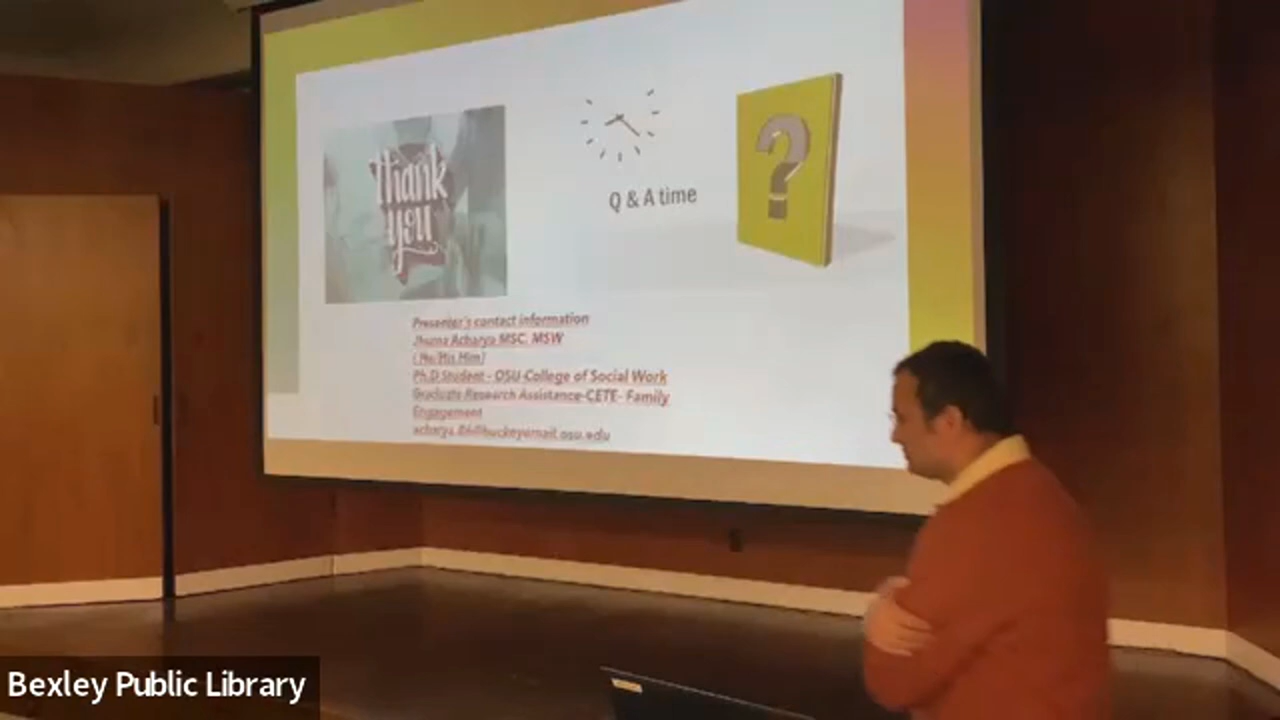 thank
you
Q & A time
?
Presenter's contact information
Acharya MSC, MSW
( He/His Him)
Ph.D Student - OSU-College of Social Work
Graduate Research Assistance-CETE- Family
Engagement
Bexley Public Library